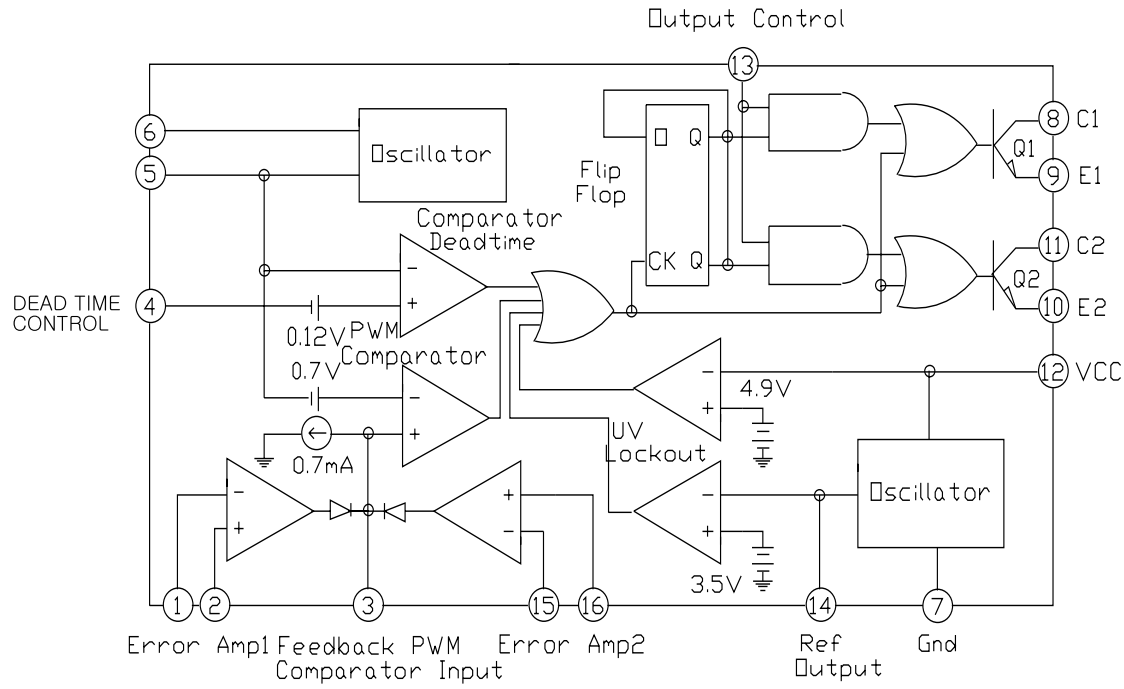 Output Control
13
6
Oscillator
5
8 C1
D Q
Q1
Flip
Flop
9 E1
Comparator
Deadtime
−
+
CK Q
11 C2
Q2
DEAD TIME
CONTROL
4
10 E2
0.12V
PWM
Comparator
0.7V
−
+
−
+
4.9V
12 VCC
0.7mA
UV
Lockout
−
+
+
−
−
+
Oscillator
3.5V
1
2
3
15
16
14
7
Error Amp1
Feedback PWM
Comparator Input
Error Amp2
Ref
Output
Gnd